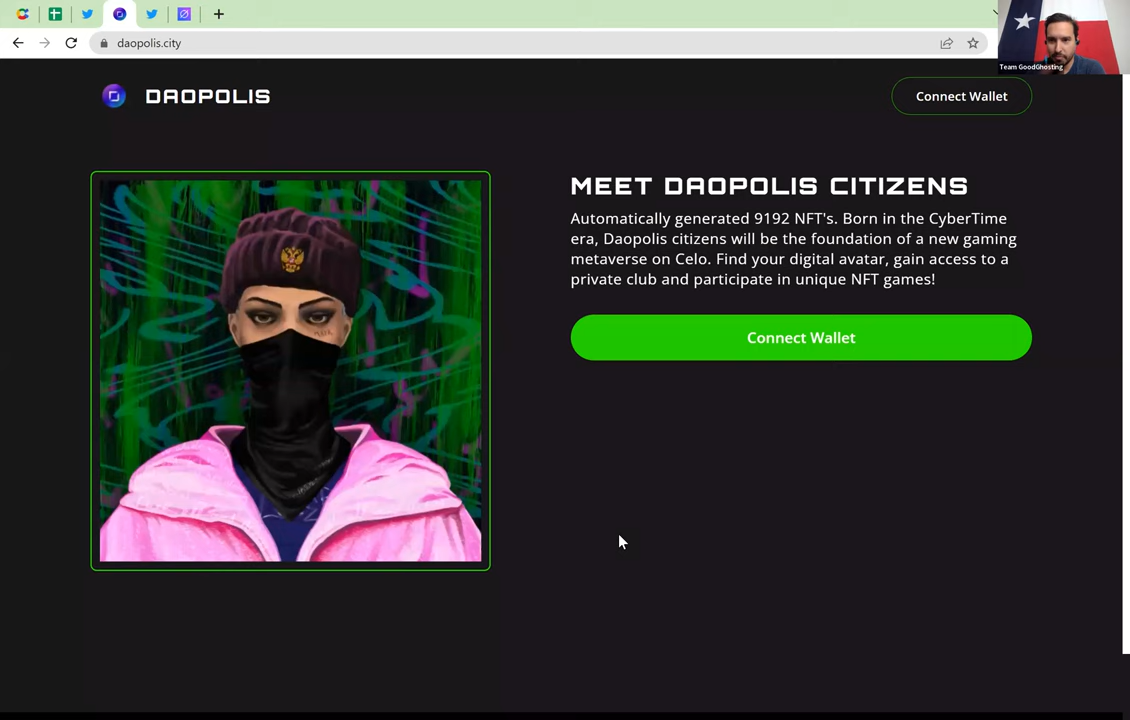 daopolis.city
Team GoodGhosting
DAOPOLIS
Connect Wallet
MEET DAOPOLIS CITIZENS
Automatically generated 9192 NFT's. Born in the CyberTime
era, Daopolis citizens will be the foundation of a new gaming
metaverse on Celo. Find your digital avatar, gain access to a
private club and participate in unique NFT games!
Connect Wallet